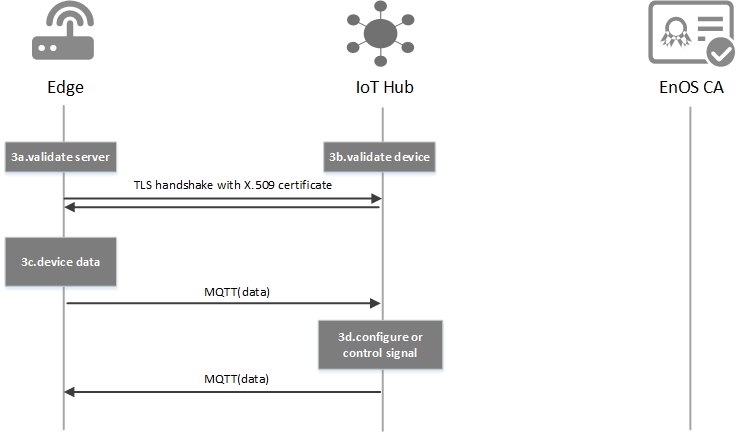 Edge
IoT Hub
EnOS CA
3a.validate server
3b.validate device
TLS handshake with X.509 certificate
3c.device data
MQTT(data)
3d.configure or
control signal
MQTT(data)